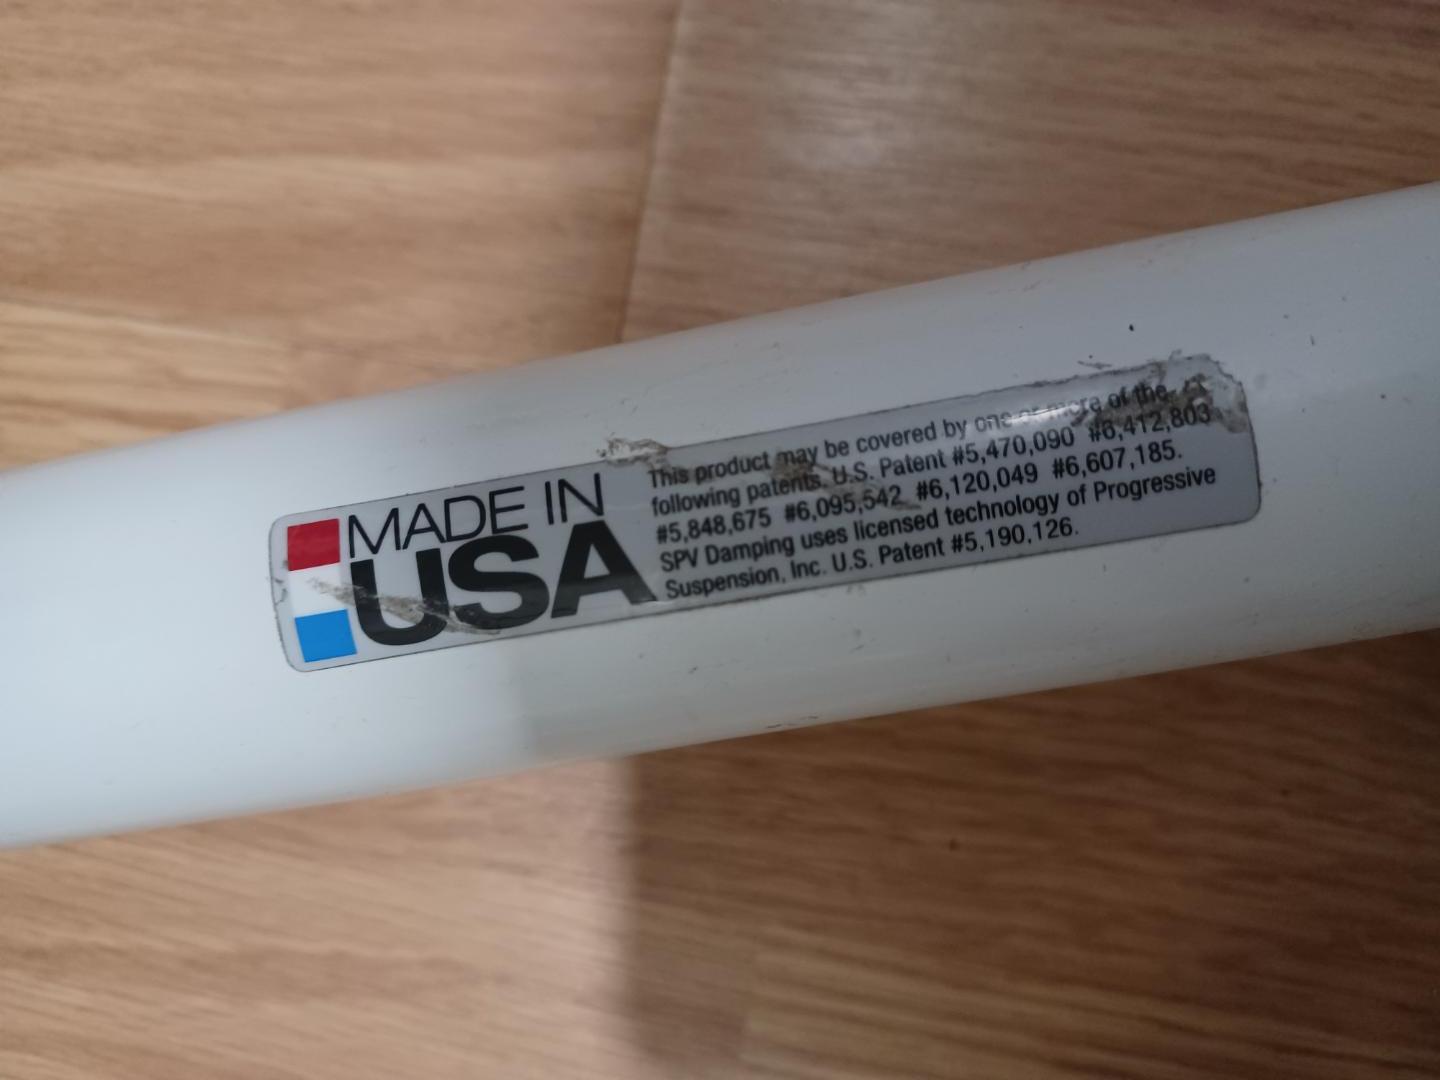 MADE IN
USA
This product may be covered by one or more of the
following patents. U.S. Patent #5,470,090 #6,412,803
#5,848,675 #6,095,542 #6,120,049 #6,607,185.
SPV Damping uses licensed technology of Progressive
Suspension, Inc. U.S. Patent #5,190,126.